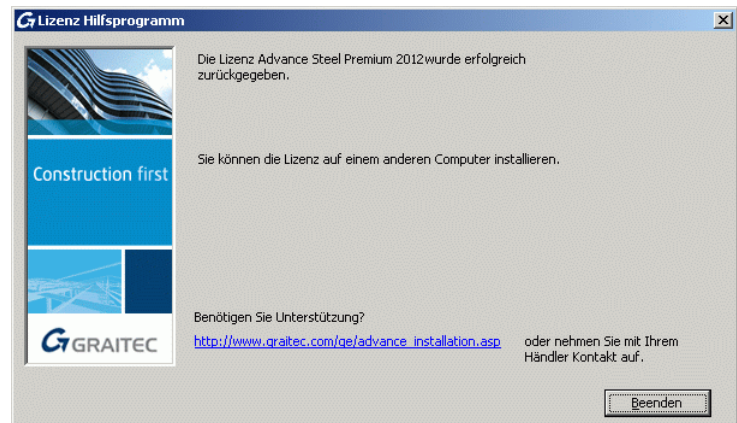 Lizenz Hilfsprogramm
Die Lizenz Advance Steel Premium 2012wurde erfolgreich
zurückgegeben.
Construction first
Sie können die Lizenz auf einem anderen Computer installieren.
Benötigen Sie Unterstützung?
http://www.graitec.com/ge/advance_installation.asp
oder nehmen Sie mit Ihrem
Händler Kontakt auf.
GRAITEC
Beenden